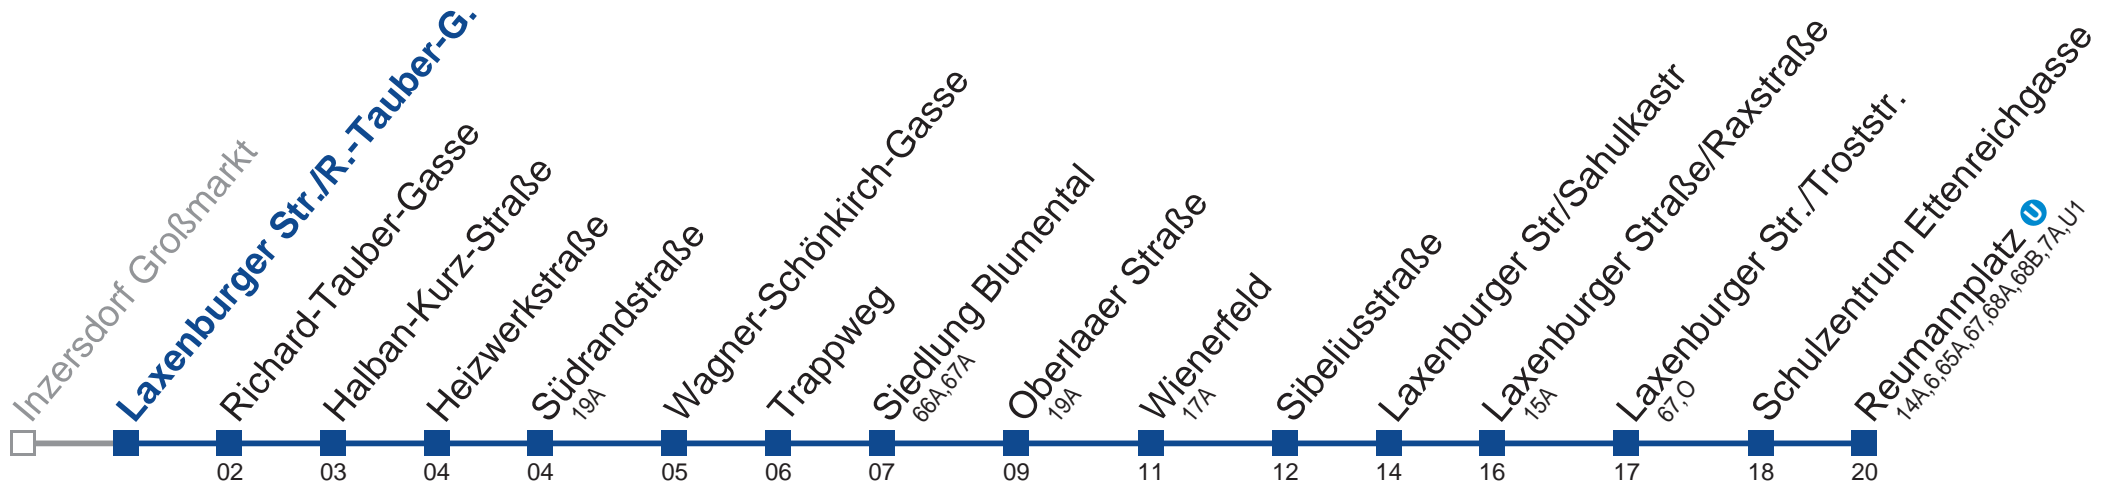 Inzersdorf Großmarkt
Laxenburger Str./R.-Tauber-G.
Richard-Tauber-Gasse
Halban-Kurz-Straße
Heizwerkstraße
Südrandstraße
19A
Wagner-Schönkirch-Gasse
Trappweg
Siedlung Blumental
66A,67A
Oberlaaer Straße
19A
Wienerfeld
17A
Sibeliusstraße
Laxenburger Str/Sahulkastr
Laxenburger Straße/Raxstraße
15A
Laxenburger Str./Troststr.
67,O
Schulzentrum Ettenreichgasse
Reumannplatz U
14A,6,65A,67,68A,68B,7A,U1
02 03 04 04 05 06 07 09 11 12 14 16 17 18 20